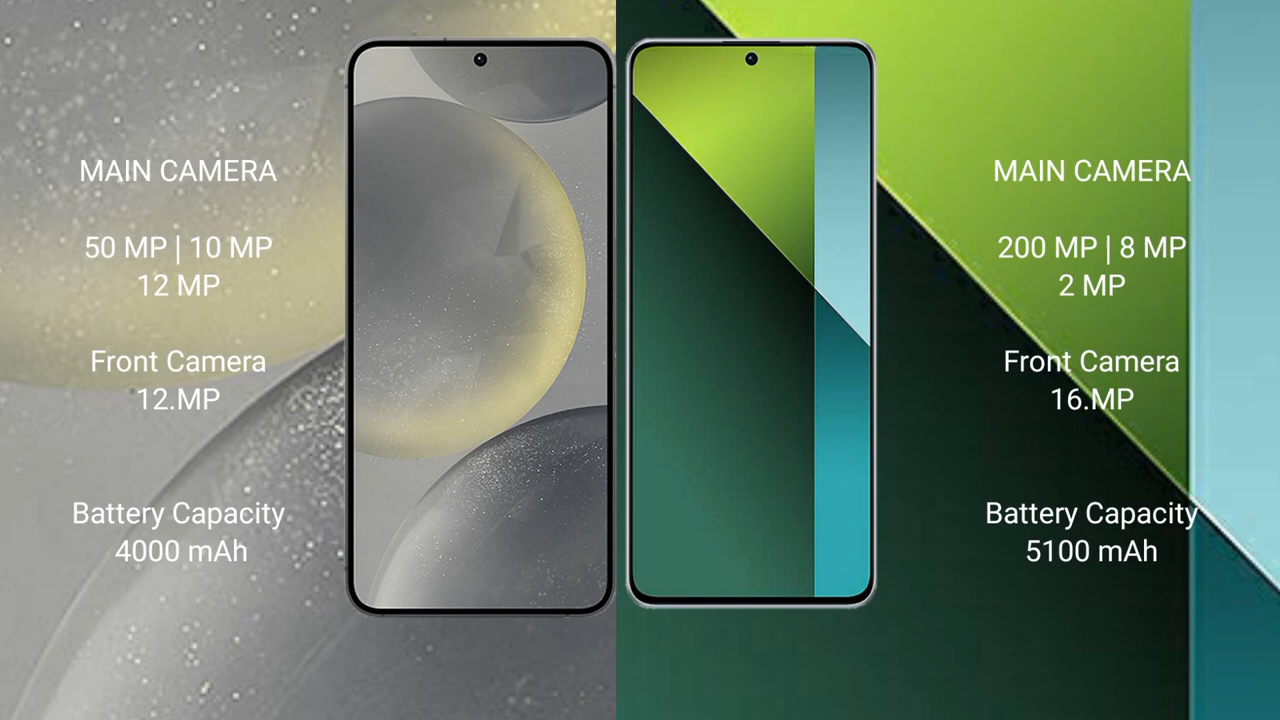 MAIN CAMERA
50 MP | 10 MP
12 MP
Front Camera
12.MP
Battery Capacity
4000 mAh
MAIN CAMERA
200 MP | 8 MP
2 MP
Front Camera
16.MP
Battery Capacity
5100 mAh